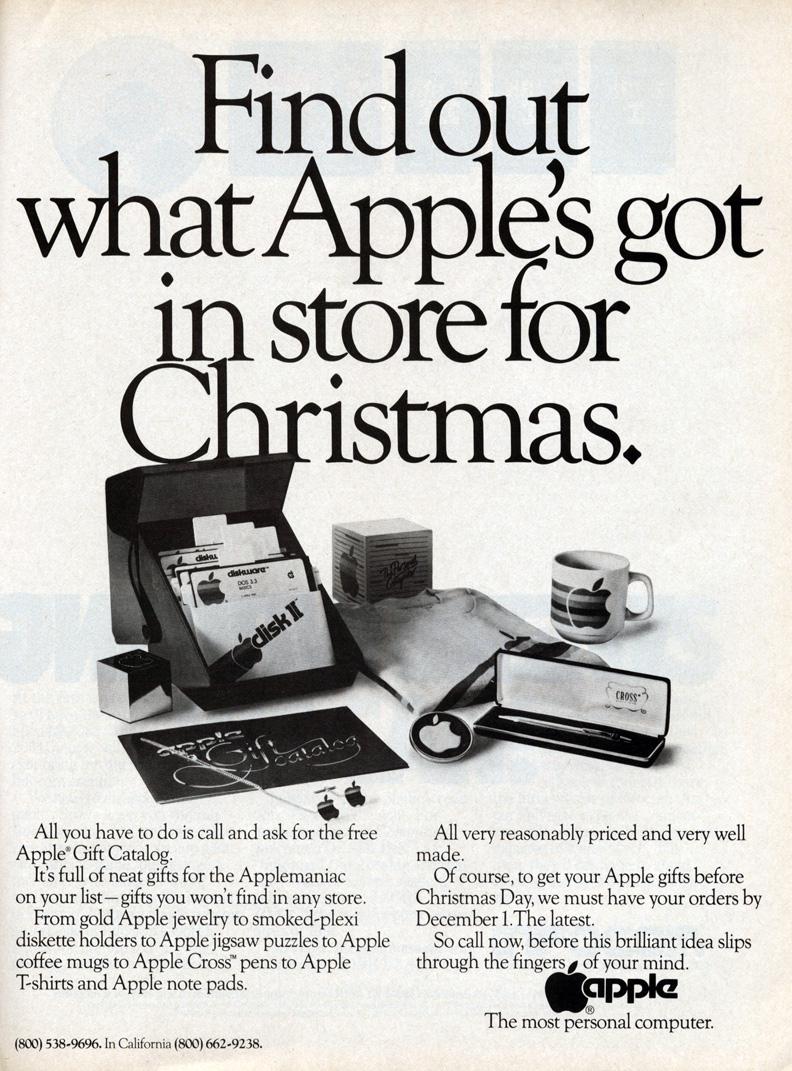 Find out
what Apple's got
in store for
Christmas.
diskware
diskware™
DOS 3.3
BASICS
disk II
CROSS
apple
Gift catalog
All you have to do is call and ask for the free
Apple® Gift Catalog.
It's full of neat gifts for the Applemaniac
on your list—gifts you won't find in any store.
From gold Apple jewelry to smoked-plexi
diskette holders to Apple jigsaw puzzles to Apple
coffee mugs to Apple Cross™ pens to Apple
T-shirts and Apple note pads.
All very reasonably priced and very well
made.
Of course, to get your Apple gifts before
Christmas Day, we must have your orders by
December 1. The latest.
So call now, before this brilliant idea slips
through the fingers of your mind.
apple
®
The most personal computer.
(800) 538-9696. In California (800) 662-9238.